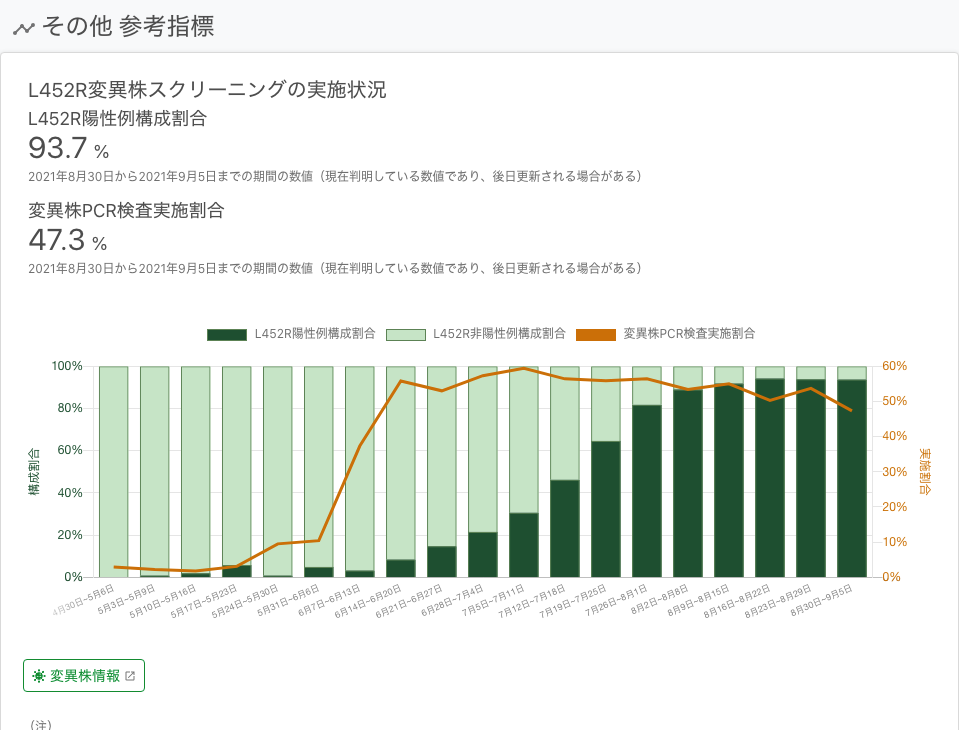 その他 参考指標
L452R変異株スクリーニングの実施状況
L452R陽性例構成割合
93.7 %
2021年8月30日から2021年9月5日までの期間の数値（現在判明している数値であり、後日更新される場合がある）
変異株PCR検査実施割合
47.3 %
2021年8月30日から2021年9月5日までの期間の数値（現在判明している数値であり、後日更新される場合がある）
L452R陽性例構成割合 L452R非陽性例構成割合 変異株PCR検査実施割合
100% 60%
80% 50%
60% 40%
40% 30%
20% 20%
0% 10%
0%
構成割合
実施割合
4月30日~5月6日
5月3日~5月9日
5月10日~5月16日
5月17日~5月23日
5月24日~5月30日
5月31日~6月6日
6月7日~6月13日
6月14日~6月20日
6月21日~6月27日
6月28日~7月4日
7月5日~7月11日
7月12日~7月18日
7月19日~7月25日
7月26日~8月1日
8月2日~8月8日
8月9日~8月15日
8月16日~8月22日
8月23日~8月29日
8月30日~9月5日
変異株情報
（注）